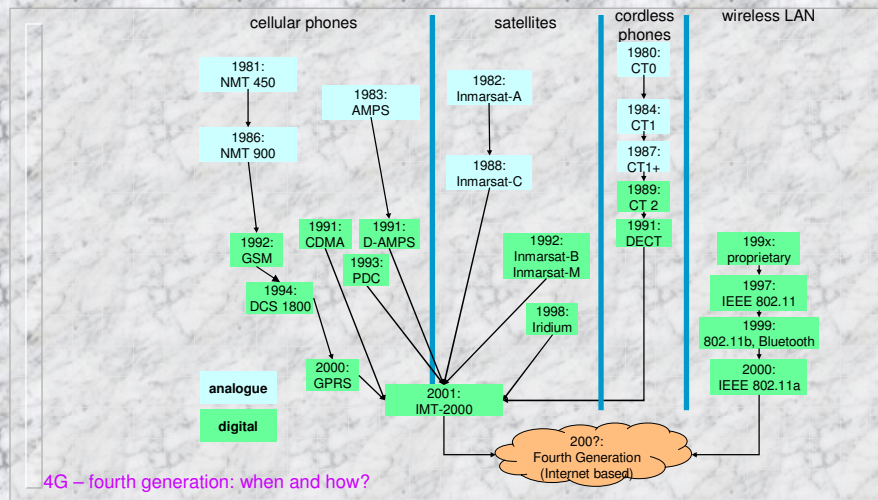 cellular phones
satellites
cordless
phones
wireless LAN
1981:
NMT 450
1986:
NMT 900
1983:
AMPS
1992:
GSM
1994:
DCS 1800
1991:
CDMA
1991:
D-AMPS
1993:
PDC
2000:
GPRS
1982:
Inmarsat-A
1988:
Inmarsat-C
1992:
Inmarsat-B
Inmarsat-M
1998:
Iridium
1980:
CT0
1984:
CT1
1987:
CT1+
1989:
CT 2
1991:
DECT
199x:
proprietary
1997:
IEEE 802.11
1999:
802.11b, Bluetooth
2000:
IEEE 802.11a
2001:
IMT-2000
200?:
Fourth Generation
(Internet based)
analogue
digital
4G – fourth generation: when and how?